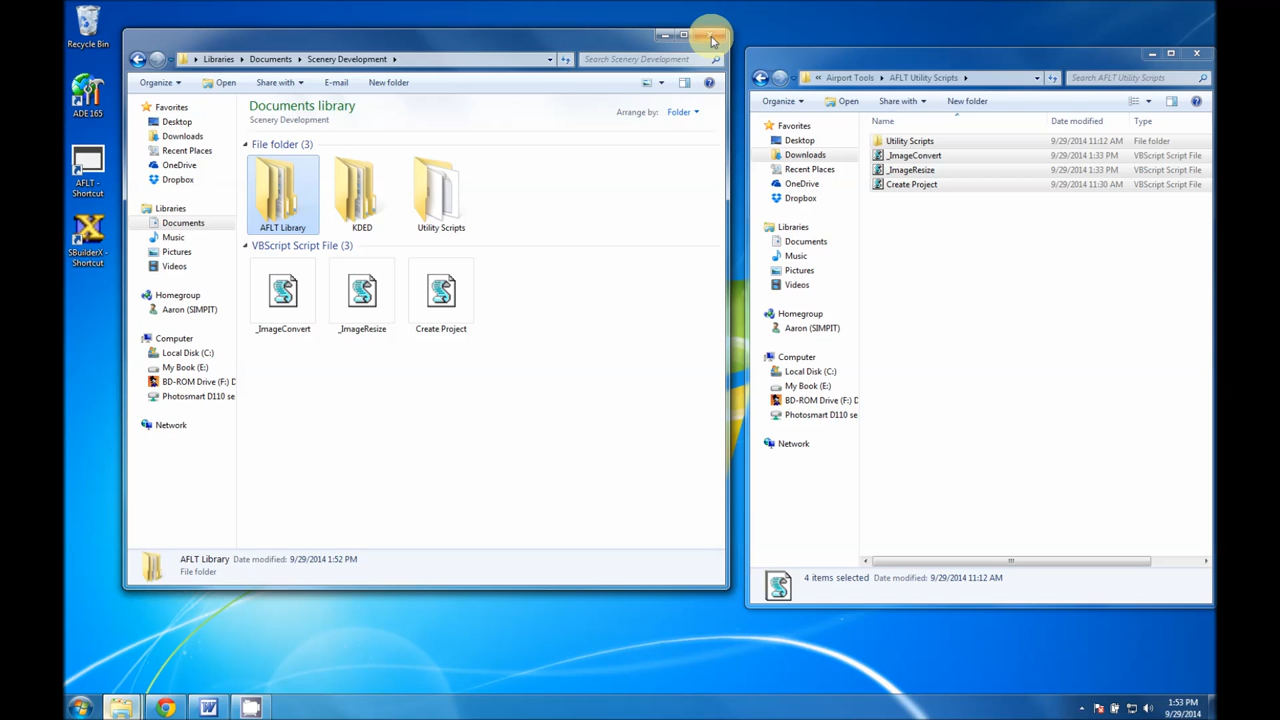 Recycle Bin
ADE165
AFLT -
Shortcut
SBuilderX -
Shortcut
Libraries Documents Scenery Development
Search Scenery Development
Organize Open Share with E-mail New folder
Favorites
Desktop
Downloads
Recent Places
OneDrive
Dropbox
Libraries
Documents
Music
Pictures
Videos
Homegroup
Aaron (SIMPIT)
Computer
Local Disk (C:)
My Book (E:)
BD-ROM Drive (F:) D
Photosmart D110 se
Network
Documents library
Scenery Development
Arrange by: Folder
File folder (3)
AFLT Library
KDED
Utility Scripts
VBScript Script File (3)
_ImageConvert
_ImageResize
Create Project
AFLT Library Date modified: 9/29/2014 1:52 PM
File folder
« Airport Tools AFLT Utility Scripts
Search AFLT Utility Scripts
Organize Open Share with New folder
Favorites
Desktop
Downloads
Recent Places
OneDrive
Dropbox
Libraries
Documents
Music
Pictures
Videos
Homegroup
Aaron (SIMPIT)
Computer
Local Disk (C:)
My Book (E:)
BD-ROM Drive (F:) D
Photosmart D110 se
Network
Name Date modified Type
Utility Scripts 9/29/2014 11:12 AM File folder
_ImageConvert 9/29/2014 1:33 PM VBScript Script File
_ImageResize 9/29/2014 1:33 PM VBScript Script File
Create Project 9/29/2014 11:30 AM VBScript Script File
4 items selected Date modified: 9/29/2014 11:12 AM
1:53 PM
9/29/2014